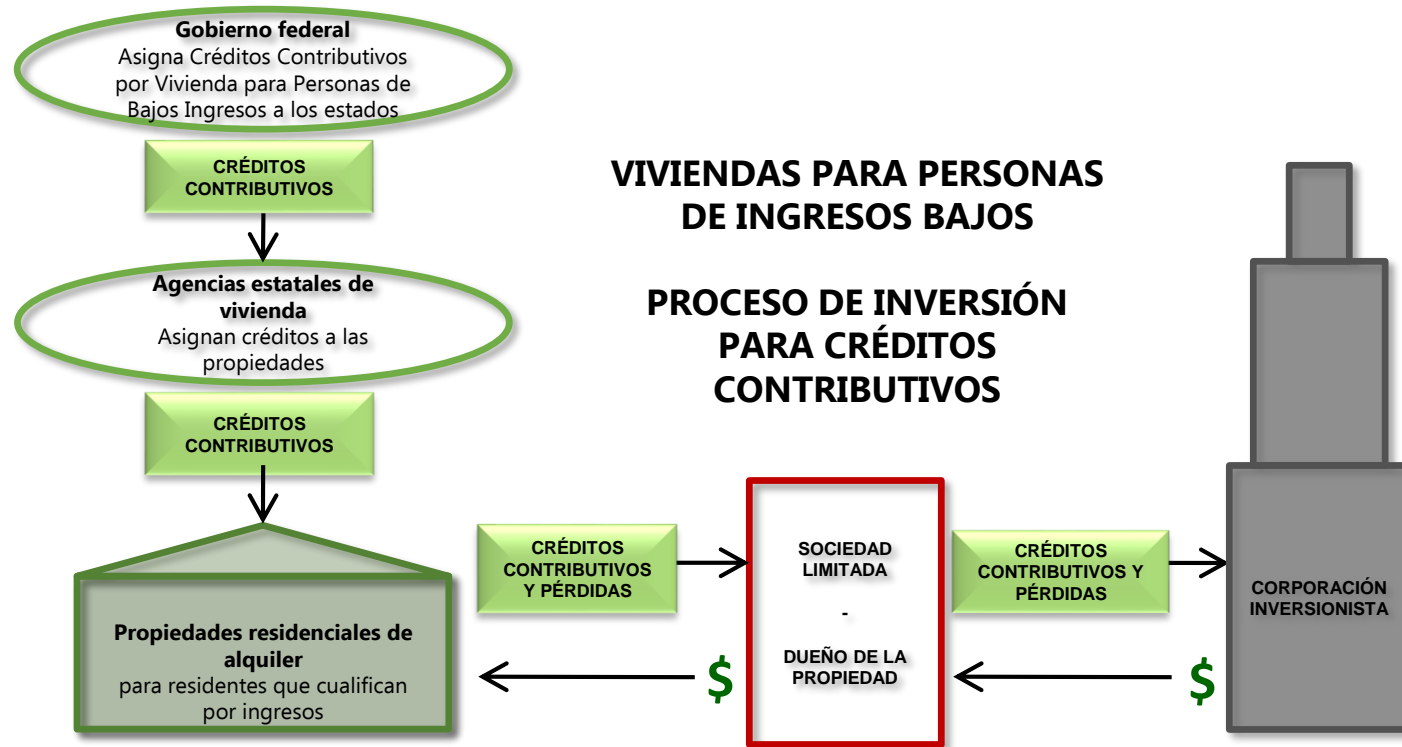 Gobierno federal
Asigna Créditos Contributivos
por Vivienda para Personas de
Bajos Ingresos a los estados
CRÉDITOS
CONTRIBUTIVOS
VIVIENDAS PARA PERSONAS
DE INGRESOS BAJOS
PROCESO DE INVERSIÓN
PARA CRÉDITOS
CONTRIBUTIVOS
Agencias estatales de
vivienda
Asignan créditos a las
propiedades
CRÉDITOS
CONTRIBUTIVOS
Propiedades residenciales de
alquiler
para residentes que cualifican
por ingresos
CRÉDITOS
CONTRIBUTIVOS
Y PÉRDIDAS
$
SOCIEDAD
LIMITADA
-
DUEÑO DE LA
PROPIEDAD
CRÉDITOS
CONTRIBUTIVOS Y
PÉRDIDAS
$
CORPORACIÓN
INVERSIONISTA